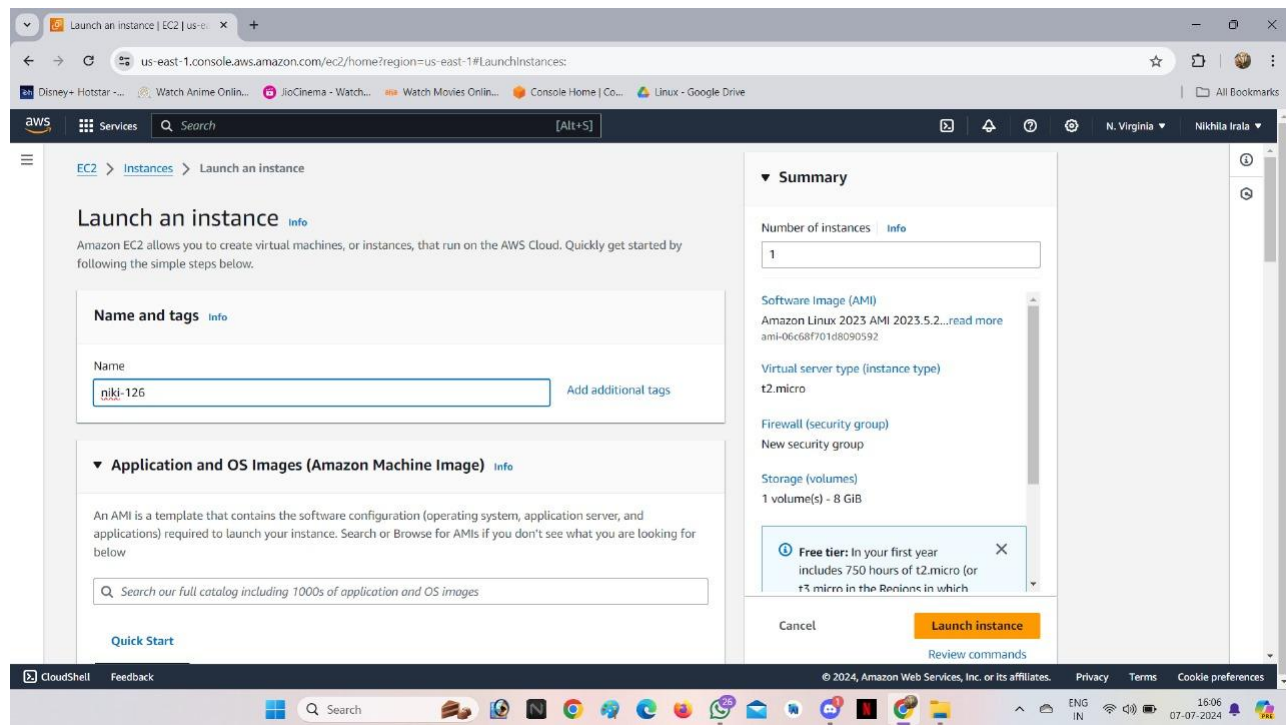 Launch an instance | EC2 | us-e
us-east-1.console.aws.amazon.com/ec2/home?region=us-east-1#LaunchInstances:
Disney+ Hotstar -... Watch Anime Onlin... JioCinema - Watch... Watch Movies Onlin... Console Home | Co... Linux - Google Drive All Bookmarks
aws Services Search [Alt+S] N. Virginia Nikhila Irala
EC2 > Instances > Launch an instance
Launch an instance Info
Amazon EC2 allows you to create virtual machines, or instances, that run on the AWS Cloud. Quickly get started by
following the simple steps below.
Name and tags Info
Name
niki-126
Add additional tags
Application and OS Images (Amazon Machine Image) Info
An AMI is a template that contains the software configuration (operating system, application server, and
applications) required to launch your instance. Search or Browse for AMIs if you don't see what you are looking for
below
Search our full catalog including 1000s of application and OS images
Quick Start
Summary
Number of instances Info
1
Software Image (AMI)
Amazon Linux 2023 AMI 2023.5.2...read more
ami-06c68f701d8090592
Virtual server type (instance type)
t2.micro
Firewall (security group)
New security group
Storage (volumes)
1 volume(s) - 8 GiB
Free tier: In your first year
includes 750 hours of t2.micro (or
t3.micro in the Regions in which
Cancel Launch instance
Review commands
CloudShell Feedback © 2024, Amazon Web Services, Inc. or its affiliates. Privacy Terms Cookie preferences
Search 26 ENG 16:06
IN 07-07-2024